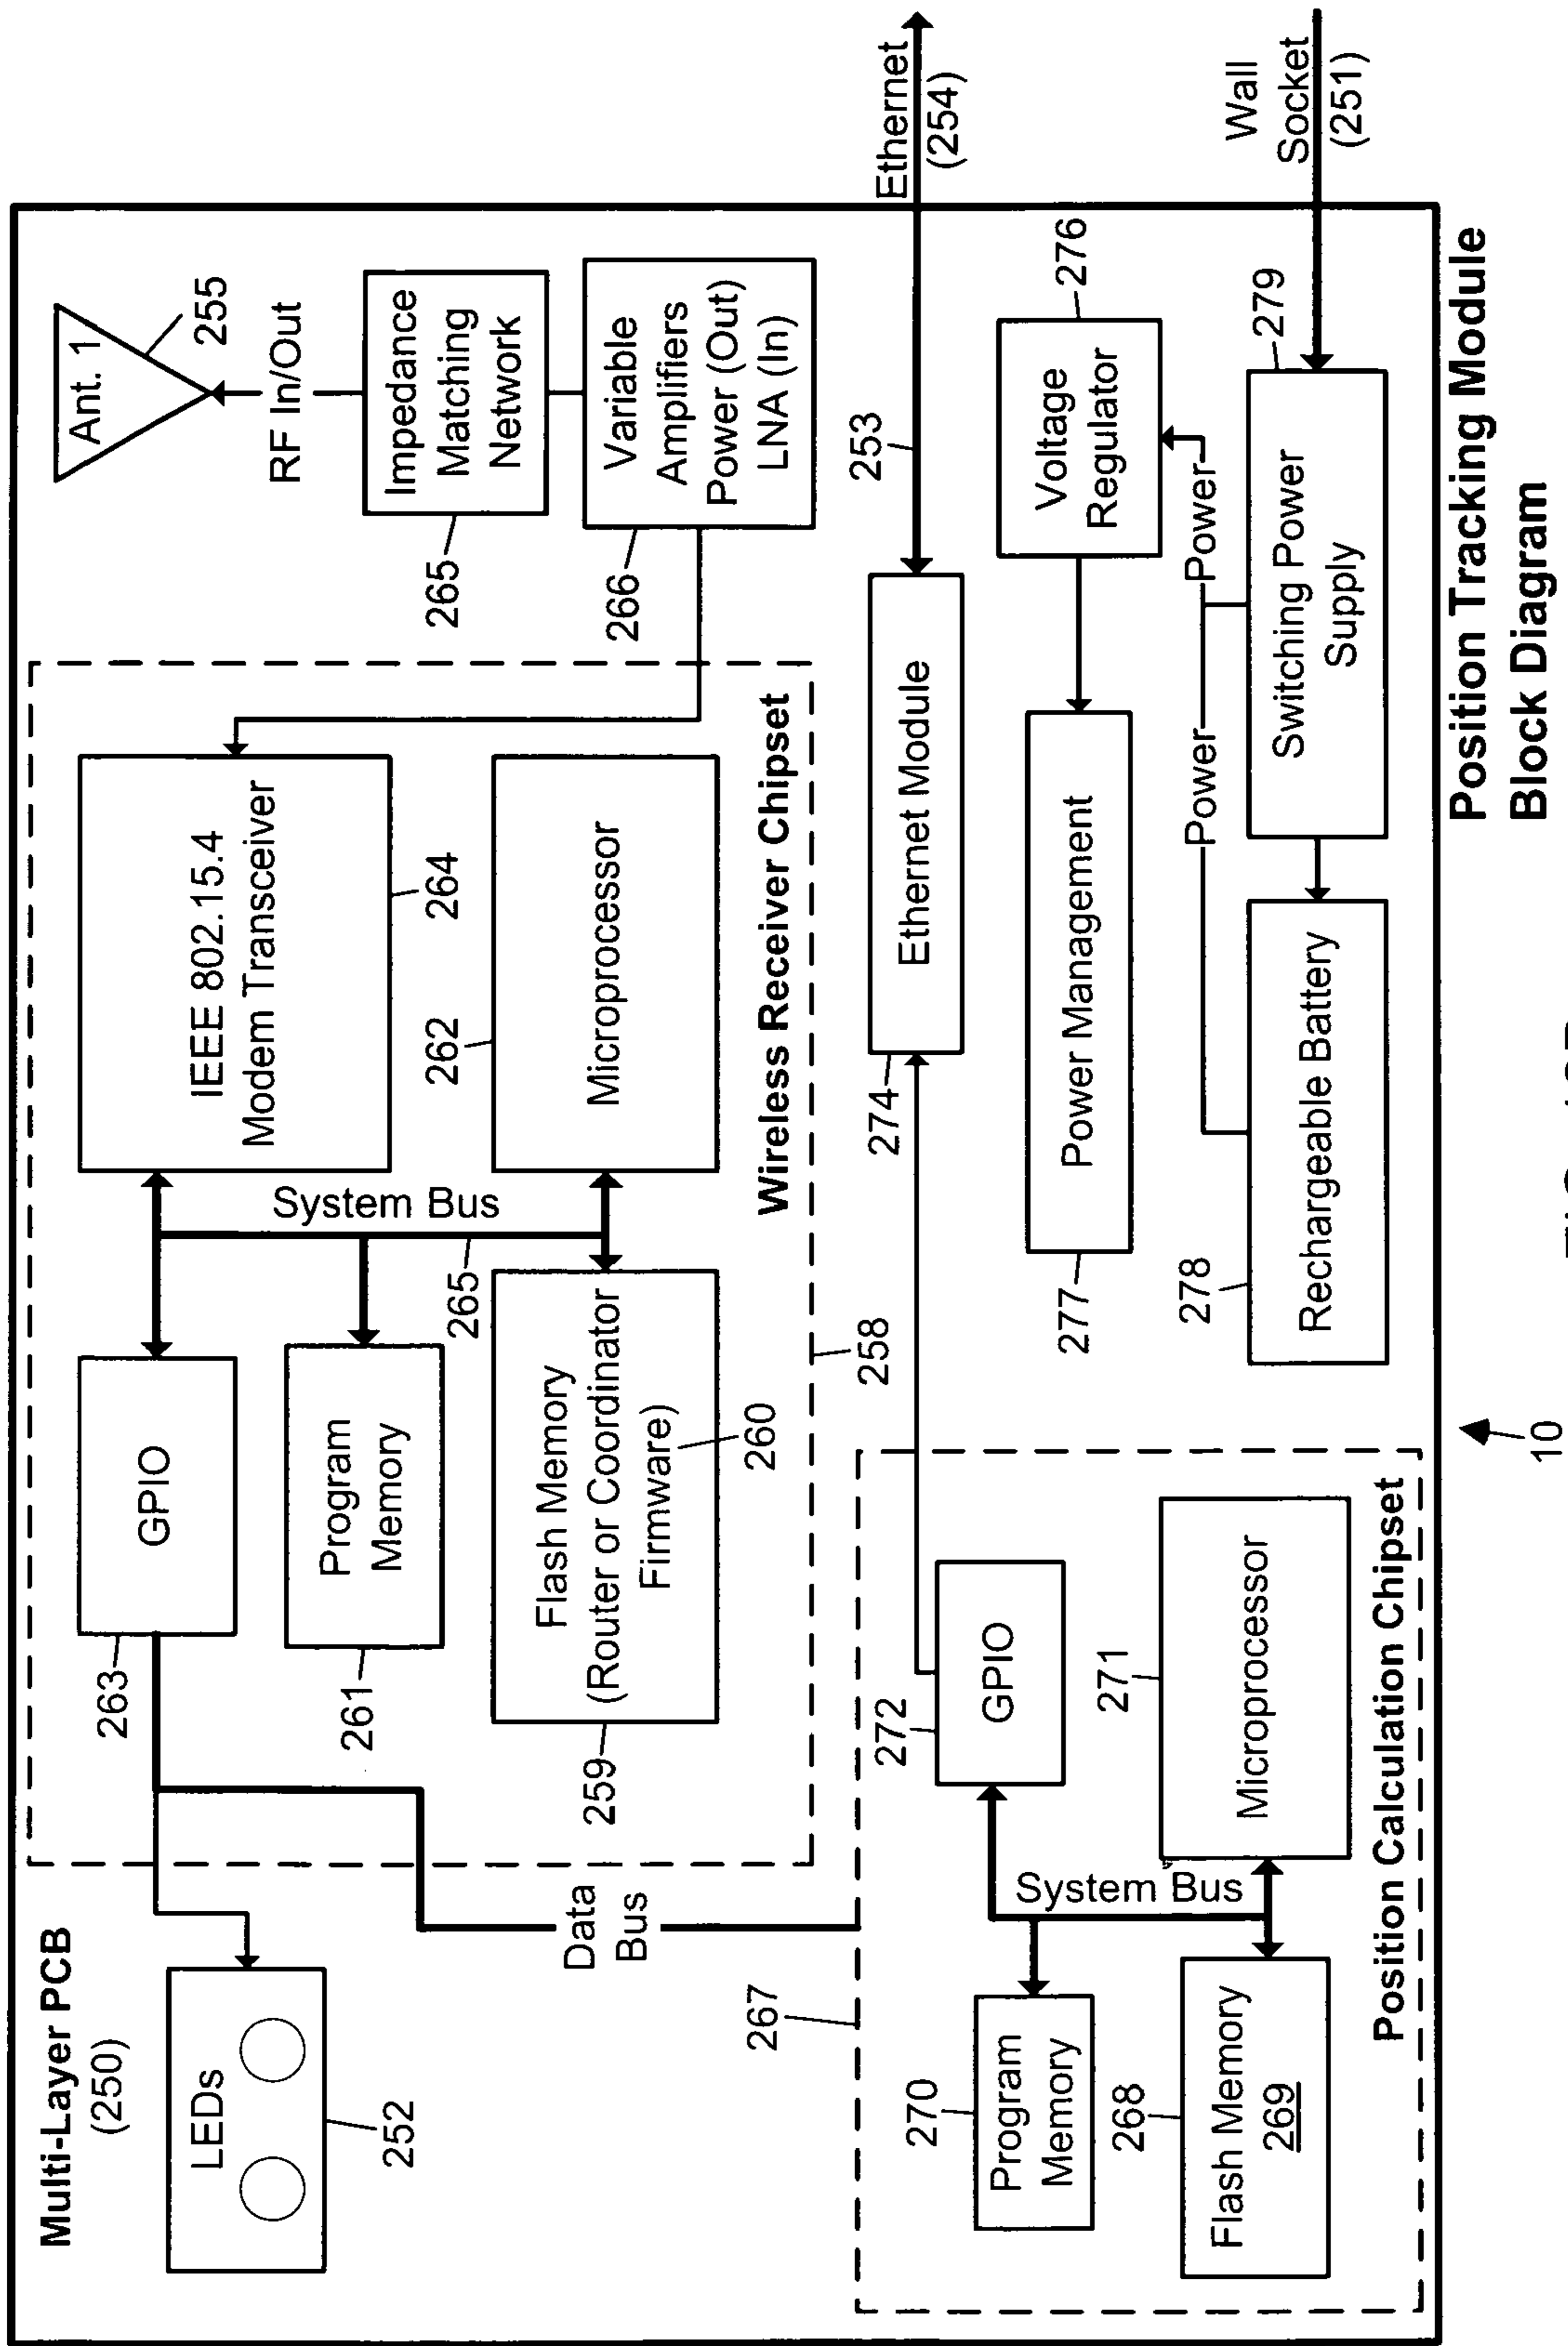 Multi-Layer PCB
(250)
LEDs
252
GPIO
263
Program
Memory
261
Flash Memory
(Router or Coordinator
Firmware)
259
260
System Bus
265
IEEE 802.15.4
Modem Transceiver
264
262
Microprocessor
Wireless Receiver Chipset
258
Ant. 1
255
RF In/Out
Impedance
Matching
Network
265
Variable
Amplifiers
Power (Out)
LNA (In)
266
Data
Bus
267
270
Program
Memory
268
Flash Memory
269
System Bus
272
GPIO
271
Microprocessor
Position Calculation Chipset
274
Ethernet Module
253
Ethernet
(254)
277
Power Management
Voltage
Regulator
276
278
Rechargeable Battery
Power
Power
Switching Power
Supply
279
Wall
Socket
(251)
10
Position Tracking Module
Block Diagram